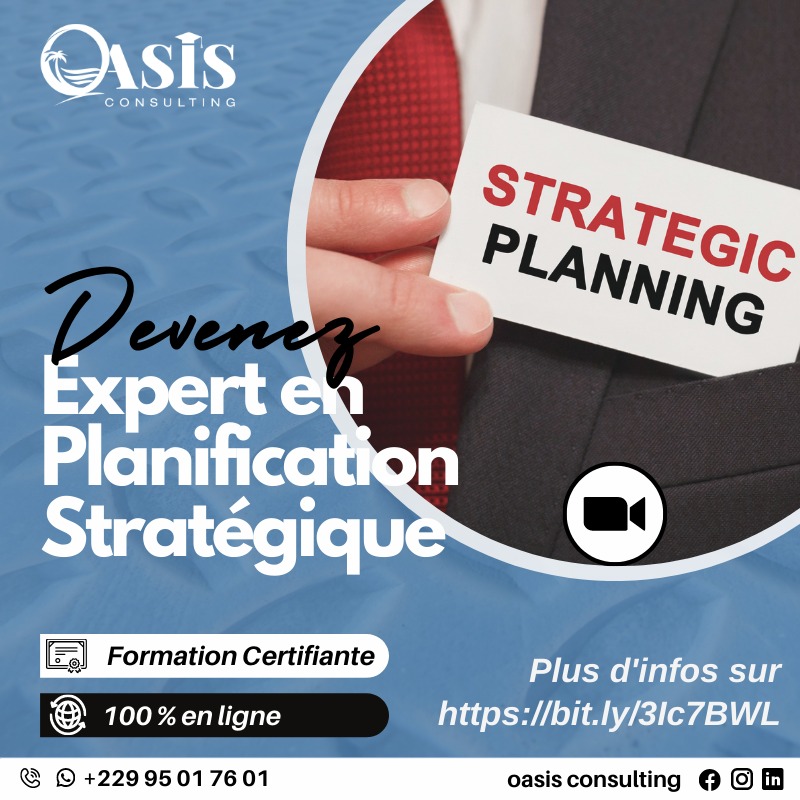 OASIS
CONSULTING
STRATEGIC
PLANNING
Devenez
Expert en
Planification
Stratégique
Formation Certifiante
100 % en ligne
Plus d'infos sur
https://bit.ly/3Ic7BWL
+229 95 01 76 01
oasis consulting